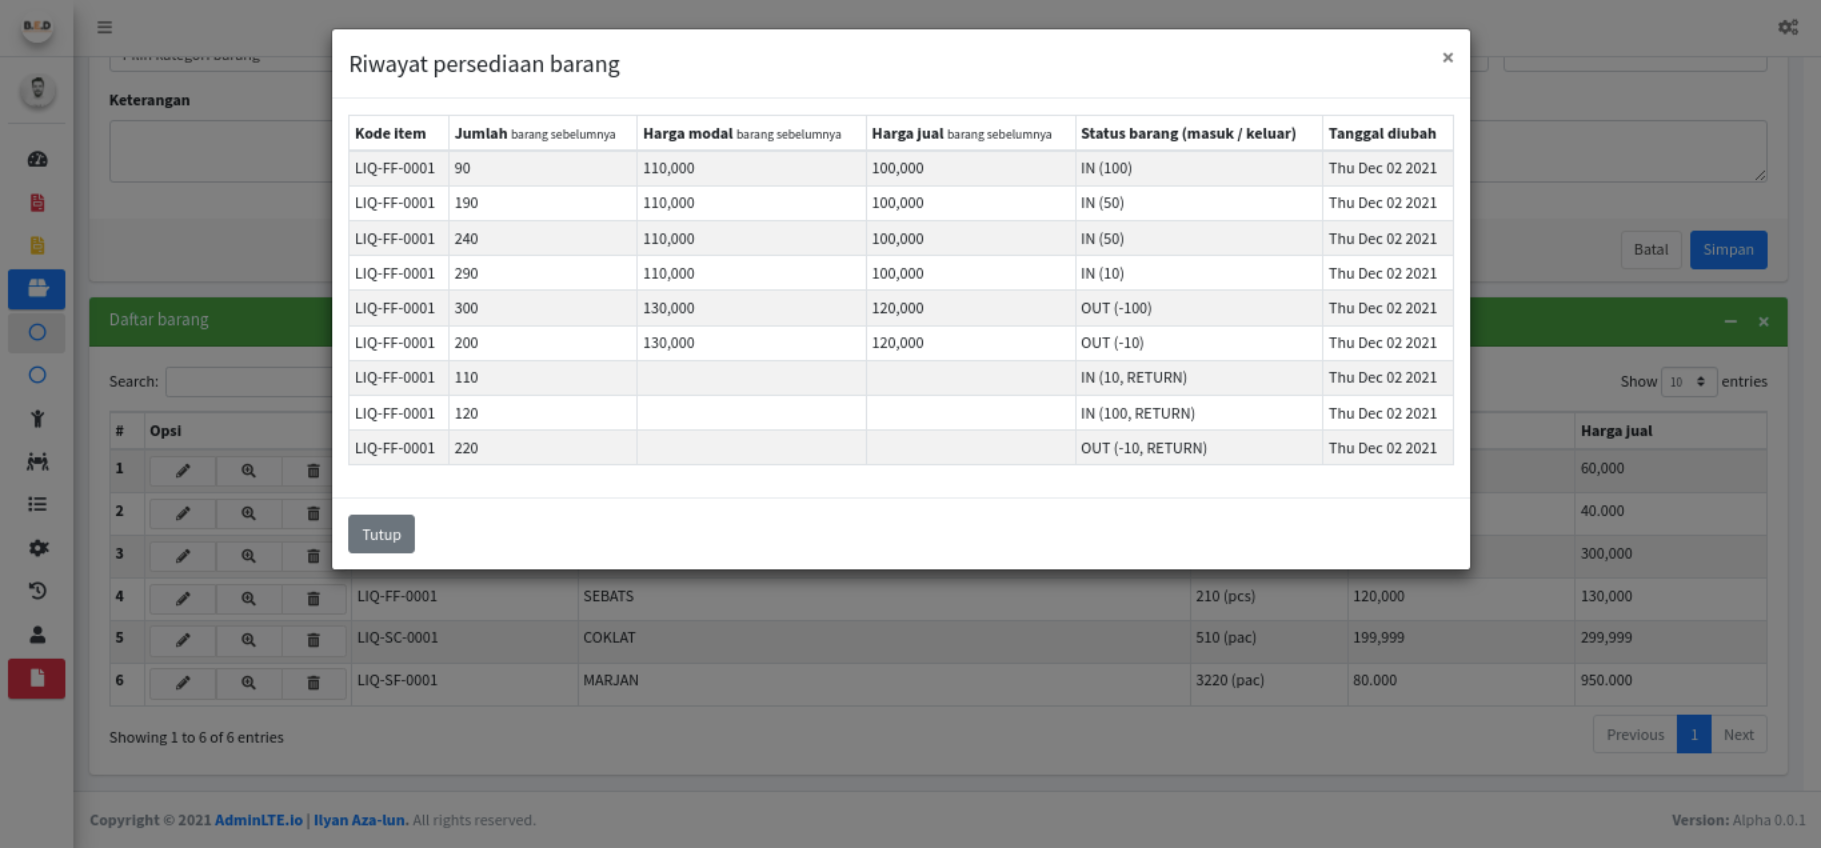 B.E.D
Riwayat persediaan barang ×
Keterangan
Kode item Jumlah barang sebelumnya Harga modal barang sebelumnya Harga jual barang sebelumnya Status barang (masuk / keluar) Tanggal diubah
LIQ-FF-0001 90 110,000 100,000 IN (100) Thu Dec 02 2021
LIQ-FF-0001 190 110,000 100,000 IN (50) Thu Dec 02 2021
LIQ-FF-0001 240 110,000 100,000 IN (50) Thu Dec 02 2021
LIQ-FF-0001 290 110,000 100,000 IN (10) Thu Dec 02 2021
LIQ-FF-0001 300 130,000 120,000 OUT (-100) Thu Dec 02 2021
LIQ-FF-0001 200 130,000 120,000 OUT (-10) Thu Dec 02 2021
LIQ-FF-0001 110 IN (10, RETURN) Thu Dec 02 2021
LIQ-FF-0001 120 IN (100, RETURN) Thu Dec 02 2021
LIQ-FF-0001 220 OUT (-10, RETURN) Thu Dec 02 2021
Tutup
Batal Simpan
Daftar barang
Search: Show 10 entries
# Opsi Harga jual
1 60,000
2 40.000
3 300,000
4 LIQ-FF-0001 SEBATS 210 (pcs) 120,000 130,000
5 LIQ-SC-0001 COKLAT 510 (pac) 199,999 299,999
6 LIQ-SF-0001 MARJAN 3220 (pac) 80.000 950.000
Showing 1 to 6 of 6 entries Previous 1 Next
Copyright © 2021 AdminLTE.io | Ilyan Aza-lun. All rights reserved. Version: Alpha 0.0.1